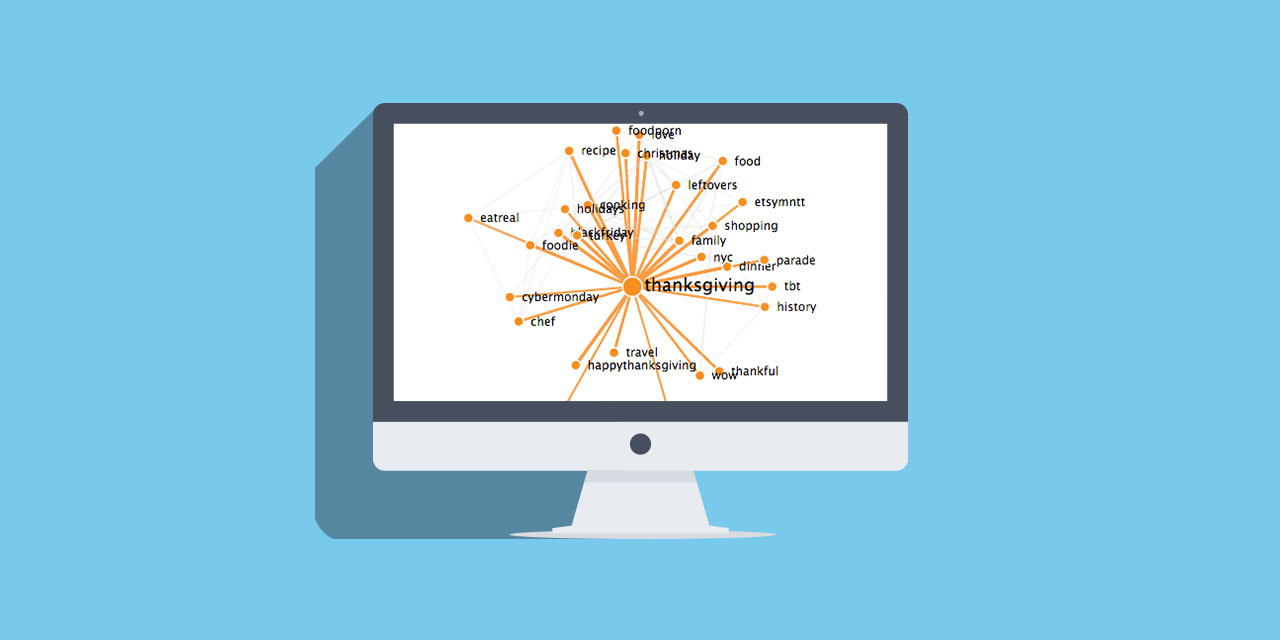 foodporn
love
recipe
christmas
holiday
food
leftovers
etsymntt
cooking
holidays
eatreal
shopping
blackfriday
turkey
family
foodie
nyc
parade
dinner
thanksgiving
tbt
cybermonday
history
chef
travel
happythanksgiving
thankful
wow